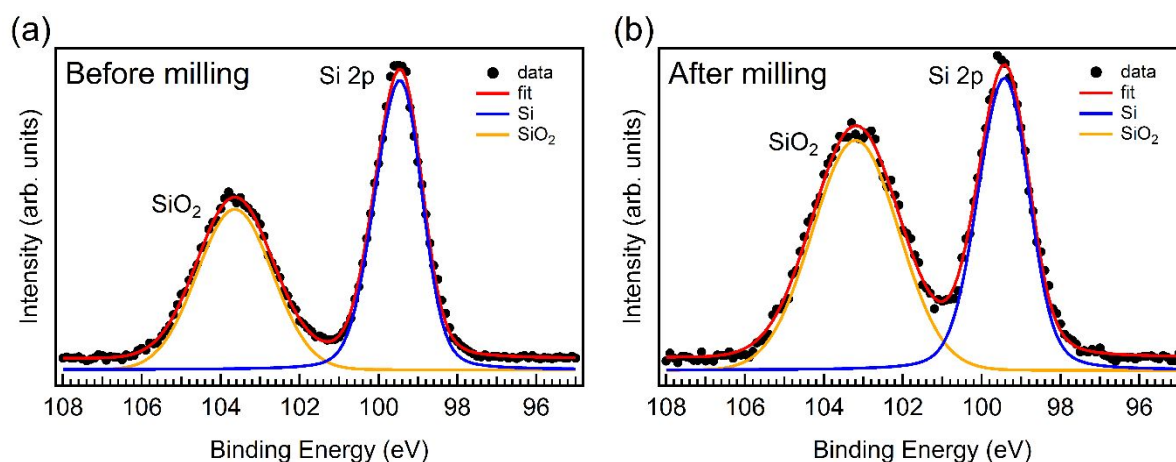 (a)
Before milling
Si 2p
SiO₂
data
fit
Si
SiO₂
Intensity (arb. units)
108 106 104 102 100 98 96
Binding Energy (eV)
(b)
After milling
Si 2p
SiO₂
data
fit
Si
SiO₂
Intensity (arb. units)
108 106 104 102 100 98 96
Binding Energy (eV)